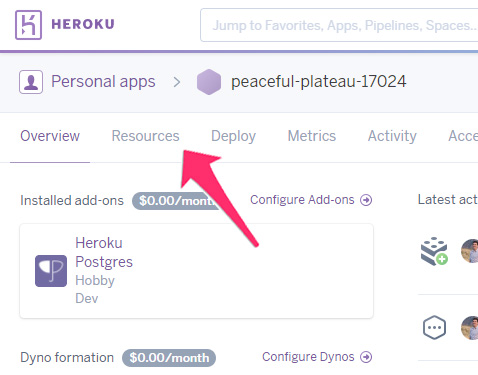 HEROKU
Jump to Favorites, Apps, Pipelines, Spaces...
Personal apps > peaceful-plateau-17024
Overview Resources Deploy Metrics Activity Acce
Installed add-ons $0.00/month Configure Add-ons Latest act
Heroku
Postgres
Hobby
Dev
Dyno formation $0.00/month Configure Dynos